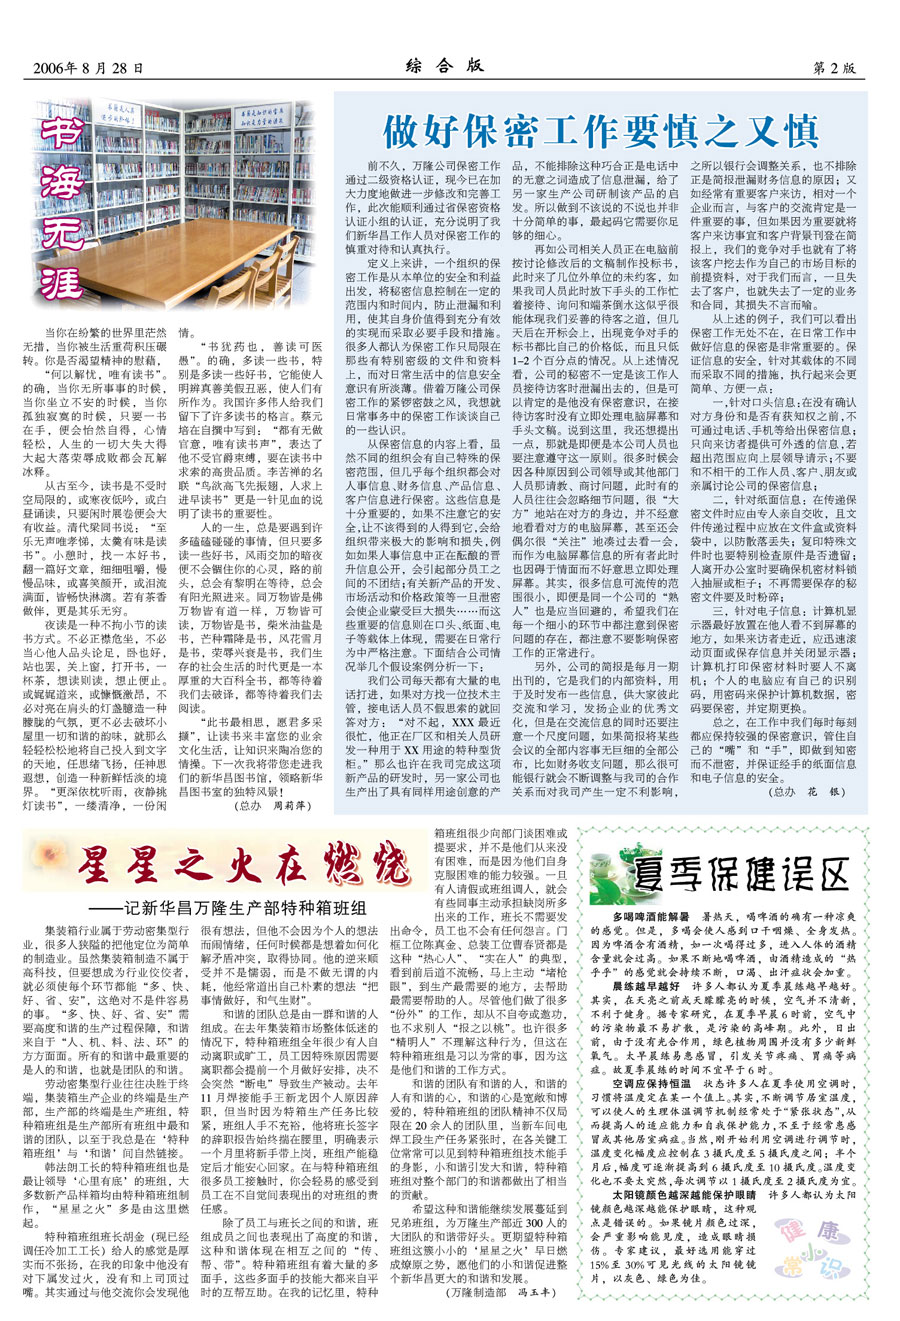 2006年8月28日
综合版
第2版
书海无涯
当你在纷繁的世界里茫然
无措，当你被生活重荷积压碾
转。你是否渴望精神的慰藉，
“何以解忧，唯有读书”。
的确，当你无所事事的时候，
当你坐立不安的时候，当你
孤独寂寞的时候，只要一书
在手，便会怡然自得，心情
轻松，人生的一切大失大得
大起大落荣辱成败都会瓦解
冰释。
从古至今，读书是不受时
空局限的，或寒夜低吟，或白
昼诵读，只要闲时展卷便会大
有收益。清代梁同书说：“至
乐无声唯孝悌，太羹有味是读
书”。小憩时，找一本好书，
翻一篇好文章，细细咀嚼，慢
慢品味，或喜笑颜开，或泪流
满面，皆畅快淋漓。若有茶香
做伴，更是其乐无穷。
夜读是一种不拘小节的读
书方式。不必正襟危坐，不必
当心他人品头论足，卧也好，
站也罢，关上窗，打开书，一
杯茶，想读则读，想止便止。
或娓娓道来，或慷慨激昂，不
必对亮在肩头的灯盏臆造一种
朦胧的气氛，更不必去破坏小
屋里一切和谐的韵味，就那么
轻轻松松地将自己投入到文字
的天地，任思绪飞扬，任神思
遐想，创造一种新鲜恬淡的境
界。“更深依枕听雨，夜静挑
灯读书”，一缕清净，一份闲
情。
“书犹药也，善读可医
愚”。的确，多读一些书，特
别是多读一些好书，它能使人
明辨真善美假丑恶，使人们有
所作为。我国许多伟人给我们
留下了许多读书的格言。蔡元
培在自撰中写到：“都有无做
官意，唯有读书声”，表达了
他不受官爵束缚，要在读书中
求索的高贵品质。李苦禅的名
联“鸟欲高飞先振翅，人求上
进早读书”更是一针见血的说
明了读书的重要性。
人的一生，总是要遇到许
多磕磕碰碰的事情，但只要多
读一些好书，风雨交加的暗夜
便不会锢住你的心灵，路的前
头，总会有黎明在等待，总会
有阳光照进来。同万物皆是佛
万物皆有道一样，万物皆可
读，万物皆是书，柴米油盐是
书，芒种霜降是书，风花雪月
是书，荣辱兴衰是书，我们生
存的社会生活的时代更是一本
厚重的大百科全书，都等待着
我们去破译，都等待着我们去
阅读。
“此书最相思，愿君多采
撷”，让读书来丰富您的业余
文化生活，让知识来陶冶您的
情操。下一次我将带您走进我
们的新华昌图书馆，领略新华
昌图书室的独特风景！
（总办 周莉萍）
做好保密工作要慎之又慎
前不久，万隆公司保密工作
通过二级资格认证，现今已在加
大力度地做进一步修改和完善工
作，此次能顺利通过省保密资格
认证小组的认证，充分说明了我
们新华昌工作人员对保密工作的
慎重对待和认真执行。
定义上来讲，一个组织的保
密工作是从本单位的安全和利益
出发，将秘密信息控制在一定的
范围内和时间内，防止泄漏和利
用，使其自身价值得到充分有效
的实现而采取必要手段和措施。
很多人都认为保密工作只局限在
那些有特别密级的文件和资料
上，而对日常生活中的信息安全
意识有所淡薄。借着万隆公司保
密工作的紧锣密鼓之风，我想就
日常事务中的保密工作谈谈自己
的一些认识。
从保密信息的内容上看，虽
然不同的组织会有自己特殊的保
密范围，但几乎每个组织都会对
人事信息、财务信息、产品信息、
客户信息进行保密。这些信息是
十分重要的，如果不注意它的安
全,让不该得到的人得到它,会给
组织带来极大的影响和损失,例
如如果人事信息中正在酝酿的晋
升信息公开，会引起部分员工之
间的不团结;有关新产品的开发、
市场活动和价格政策等一旦泄密
会使企业蒙受巨大损失……而这
些重要的信息则在口头、纸面、电
子等载体上体现，需要在日常行
为中严格注意。下面结合公司情
况举几个假设案例分析一下；
我们公司每天都有大量的电
话打进，如果对方找一位技术主
管，接电话人员不假思索的就回
答对方；“对不起，XXX最近
很忙，他正在厂区和相关人员研
发一种用于XX用途的特种型货
柜。”那么也许在我司完成这项
新产品的研发时，另一家公司也
生产出了具有同样用途创意的产
品，不能排除这种巧合正是电话中
的无意之词造成了信息泄漏，给了
另一家生产公司研制该产品的启
发。所以做到不该说的不说也并非
十分简单的事，最起码它需要你足
够的细心。
再如公司相关人员正在电脑前
按讨论修改后的文稿制作投标书，
此时来了几位外单位的未约客，如
果我司人员此时放下手头的工作忙
着接待、询问和端茶倒水这似乎很
能体现我们妥善的待客之道，但几
天后在开标会上，出现竞争对手的
标书都比自己的价格低，而且只低
1-2个百分点的情况。从上述情况
看，公司的秘密不一定是该工作人
员接待访客时泄漏出去的，但是可
以肯定的是他没有保密意识，在接
待访客时没有立即处理电脑屏幕和
手头文稿。说到这里，我还想提出
一点，那就是即便是本公司人员也
要注意遵守这一原则。很多时候会
因各种原因到公司领导或其他部门
人员那请教、商讨问题，此时有的
人员往往会忽略细节问题，很“大
方”地站在对方的身边，并不经意
地看看对方的电脑屏幕，甚至还会
偶尔很“关注”地凑过去看一会，
而作为电脑屏幕信息的所有者此时
也因碍于情面而不好意思立即处理
屏幕。其实，很多信息可流传的范
围很小，即便是同一个公司的“熟
人”也是应当回避的，希望我们在
每一个细小的环节中都注意到保密
问题的存在，都注意不要影响保密
工作的正常进行。
另外，公司的简报是每月一期
出刊的，它是我们的内部资料，用
于及时发布一些信息，供大家彼此
交流和学习，发扬企业的优秀文
化，但是在交流信息的同时还要注
意一个尺度问题，如果简报将某些
会议的全部内容事无巨细的全部公
布，比如财务收支问题，那么很可
能银行就会不断调整与我司的合作
关系而对我司产生一定不利影响，
之所以银行会调整关系，也不排除
正是简报泄漏财务信息的原因；又
如经常有重要客户来访，相对一个
企业而言，与客户的交流肯定是一
件重要的事，但如果因为重要就将
客户来访事宜和客户背景刊登在简
报上，我们的竞争对手也就有了将
该客户挖去作为自己的市场目标的
前提资料，对于我们而言，一旦失
去了客户，也就失去了一定的业务
和合同，其损失不言而喻。
从上述的例子，我们可以看出
保密工作无处不在，在日常工作中
做好信息的保密是非常重要的。保
证信息的安全，针对其载体的不同
而采取不同的措施，执行起来会更
简单、方便一点；
一，针对口头信息;在没有确认
对方身份和是否有获知权之前,不
可通过电话、手机等给出保密信息；
只向来访者提供可外透的信息,若
超出范围应向上层领导请示;不要
和不相干的工作人员、客户、朋友或
亲属讨论公司的保密信息；
二，针对纸面信息；在传递保
密文件时应由专人亲自交收，且文
件传递过程中应放在文件盒或资料
袋中，以防散落丢失；复印特殊文
件时也要特别检查原件是否遗留；
人离开办公室时要确保机密材料锁
入抽屉或柜子；不再需要保存的秘
密文件要及时粉碎；
三，针对电子信息；计算机显
示器最好放置在他人看不到屏幕的
地方，如果来访者走近，应迅速滚
动页面或保存信息并关闭显示器；
计算机打印保密材料时要人不离
机；个人的电脑应有自己的识别
码，用密码来保护计算机数据，密
码要保密，并定期更换。
总之，在工作中我们每时每刻
都应保持较强的保密意识，管住自
己的“嘴”和“手”，即做到知密
而不泄密，并保证经手的纸面信息
和电子信息的安全。
（总办 花 银）
星星之火在燃烧
——记新华昌万隆生产部特种箱班组
集装箱行业属于劳动密集型行
业，很多人狭隘的把他定位为简单
的制造业。虽然集装箱制造不属于
高科技，但要想成为行业佼佼者，
就必须使每个环节都能“多、快、
好、省、安”，这绝对不是件容易
的事。“多、快、好、省、安”需
要高度和谐的生产过程保障，和谐
来自于“人、机、料、法、环”的
方方面面。所有的和谐中最重要的
是人的和谐，也就是团队的和谐。
劳动密集型行业往往决胜于终
端，集装箱生产企业的终端是生产
部，生产部的终端是生产班组，特
种箱班组是生产部所有班组中最和
谐的团队，以至于我总是在‘特种
箱班组’与‘和谐’间自然链接。
韩法朗工长的特种箱班组也是
最让领导‘心里有底’的班组，大
多数新产品样箱均由特种箱班组制
作，“星星之火”多是由这里燃
起。
特种箱班组班长胡金（现已经
调任冷加工工长）给人的感觉是厚
实而不张扬，在我的印象中他没有
对下属发过火，没有和上司顶过
嘴。其实通过与他交流你会发现他
很有想法，但他不会因为个人的想法
而闹情绪，任何时候都是想着如何化
解矛盾冲突，取得协同。他的逆来顺
受并不是懦弱，而是不做无谓的内
耗，他经常道出自己朴素的想法“把
事情做好，和气生财”。
和谐的团队总是由一群和谐的人
组成。在去年集装箱市场整体低迷的
情况下，特种箱班组全年很少有人自
动离职或旷工，员工因特殊原因需要
离职都会提前一个月做好安排，决不
会突然“断电”导致生产被动。去年
11月焊接能手王新龙因个人原因辞
职，但当时因为特箱生产任务比较
紧，班组人手不充裕，他将班长签字
的辞职报告始终揣在腰里，明确表示
一个月里将新手带上岗，班组产能稳
定后才能安心回家。在与特种箱班组
很多员工接触时，你会轻易的感受到
员工在不自觉间表现出的对班组的责
任感。
除了员工与班长之间的和谐，班
组成员之间也表现出了高度的和谐，
这种和谐体现在相互之间的“传、
帮、带”。特种箱班组有着大量的多
面手，这些多面手的技能大都来自平
时的互帮互助。在我的记忆里，特种
箱班组很少向部门谈困难或
提要求，并不是他们从来没
有困难，而是因为他们自身
克服困难的能力较强。一旦
有人请假或班组调人，就会
有些同事主动承担缺岗所多
出来的工作，班长不需要发
出命令，员工也不会有任何怨言。门
框工位陈真金、总装工位曹春贤都是
这种“热心人”、“实在人”的典型，
看到前后道不流畅，马上主动“堵枪
眼”，到生产最需要的地方，去帮助
最需要帮助的人。尽管他们做了很多
“份外”的工作，却从不自夸或邀功，
也不求别人“报之以桃”。也许很多
“精明人”不理解这种行为，但这在
特种箱班组是习以为常的事，因为这
是他们和谐的工作方式。
和谐的团队有和谐的人，和谐的
人有和谐的心，和谐的心是宽敞和博
爱的，特种箱班组的团队精神不仅局
限在20余人的团队里，当新车间电
焊工段生产任务紧张时，在各关键工
位常常可以见到特种箱班组技术能手
的身影，小和谐引发大和谐，特种箱
班组对整个部门的和谐都做出了相当
的贡献。
希望这种和谐能继续发展蔓延到
兄弟班组，为万隆生产部近300人的
大团队的和谐带好头。更期望特种箱
班组这簇小小的‘星星之火’早日燃
成燎原之势，愿他们的小和谐促进整
个新华昌更大的和谐和发展。
（万隆制造部 冯玉丰）
夏季保健误区
多喝啤酒能解暑 暑热天，喝啤酒的确有一种凉爽
的感觉。但是，多喝会使人感到口干咽燥、全身发热。
因为啤酒含有酒精，如一次喝得过多，进入人体的酒精
含量就会过高。如果不断地喝啤酒，由酒精造成的“热
乎乎”的感觉就会持续不断，口渴、出汗症状会加重。
晨练越早越好 许多人都认为夏季晨练越早越好。
其实，在天亮之前或天朦朦亮的时候，空气并不清新，
不利于健身。据专家研究，在夏季早晨6时前，空气中
的污染物最不易扩散，是污染的高峰期。此外，日出
前，由于没有光合作用，绿色植物周围并没有多少新鲜
氧气。太早晨练易患感冒，引发关节疼痛、胃痛等病
症。故夏季晨练的时间不宜早于6时。
空调应保持恒温 状态许多人在夏季使用空调时，
习惯将温度定在某一个值上。其实，不断调节居室温度，
可以使人的生理体温调节机制经常处于“紧张状态”，从
而提高人的适应能力和自我保护能力，不至于经常患感
冒或其他居室病症。当然，刚开始利用空调进行调节时，
温度变化幅度应控制在3摄氏度至5摄氏度之间；半个
月后，幅度可逐渐提高到6摄氏度至10摄氏度。温度变
化也不要太突然，每次调节以1摄氏度至2摄氏度为宜。
太阳镜颜色越深越能保护眼睛 许多人都认为太阳
镜颜色越深越能保护眼睛，这种观
点是错误的。如果镜片颜色过深，
会严重影响能见度，造成眼睛损
伤。专家建议，最好选用能穿过
15%至30%可见光线的太阳镜镜
片，以灰色、绿色为佳。
健康
小常识